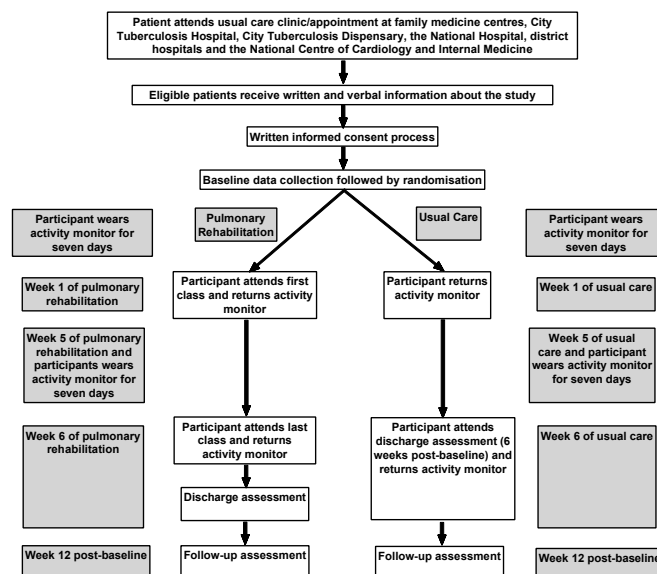 Patient attends usual care clinic/appointment at family medicine centres, City
Tuberculosis Hospital, City Tuberculosis Dispensary, the National Hospital, district
hospitals and the National Centre of Cardiology and Internal Medicine
Eligible patients receive written and verbal information about the study
Written informed consent process
Baseline data collection followed by randomisation
Participant wears
activity monitor for
seven days
Pulmonary
Rehabilitation
Usual Care
Participant wears
activity monitor for
seven days
Week 1 of pulmonary
rehabilitation
Participant attends first
class and returns activity
monitor
Participant returns
activity monitor
Week 1 of usual care
Week 5 of pulmonary
rehabilitation and
participants wears
activity monitor for
seven days
Week 5 of usual
care and participant
wears activity monitor
for seven days
Week 6 of pulmonary
rehabilitation
Participant attends last
class and returns
activity monitor
Participant attends
discharge assessment (6
weeks post-baseline) and
returns activity monitor
Week 6 of usual care
Discharge assessment
Week 12 post-baseline
Follow-up assessment
Follow-up assessment
Week 12 post-baseline